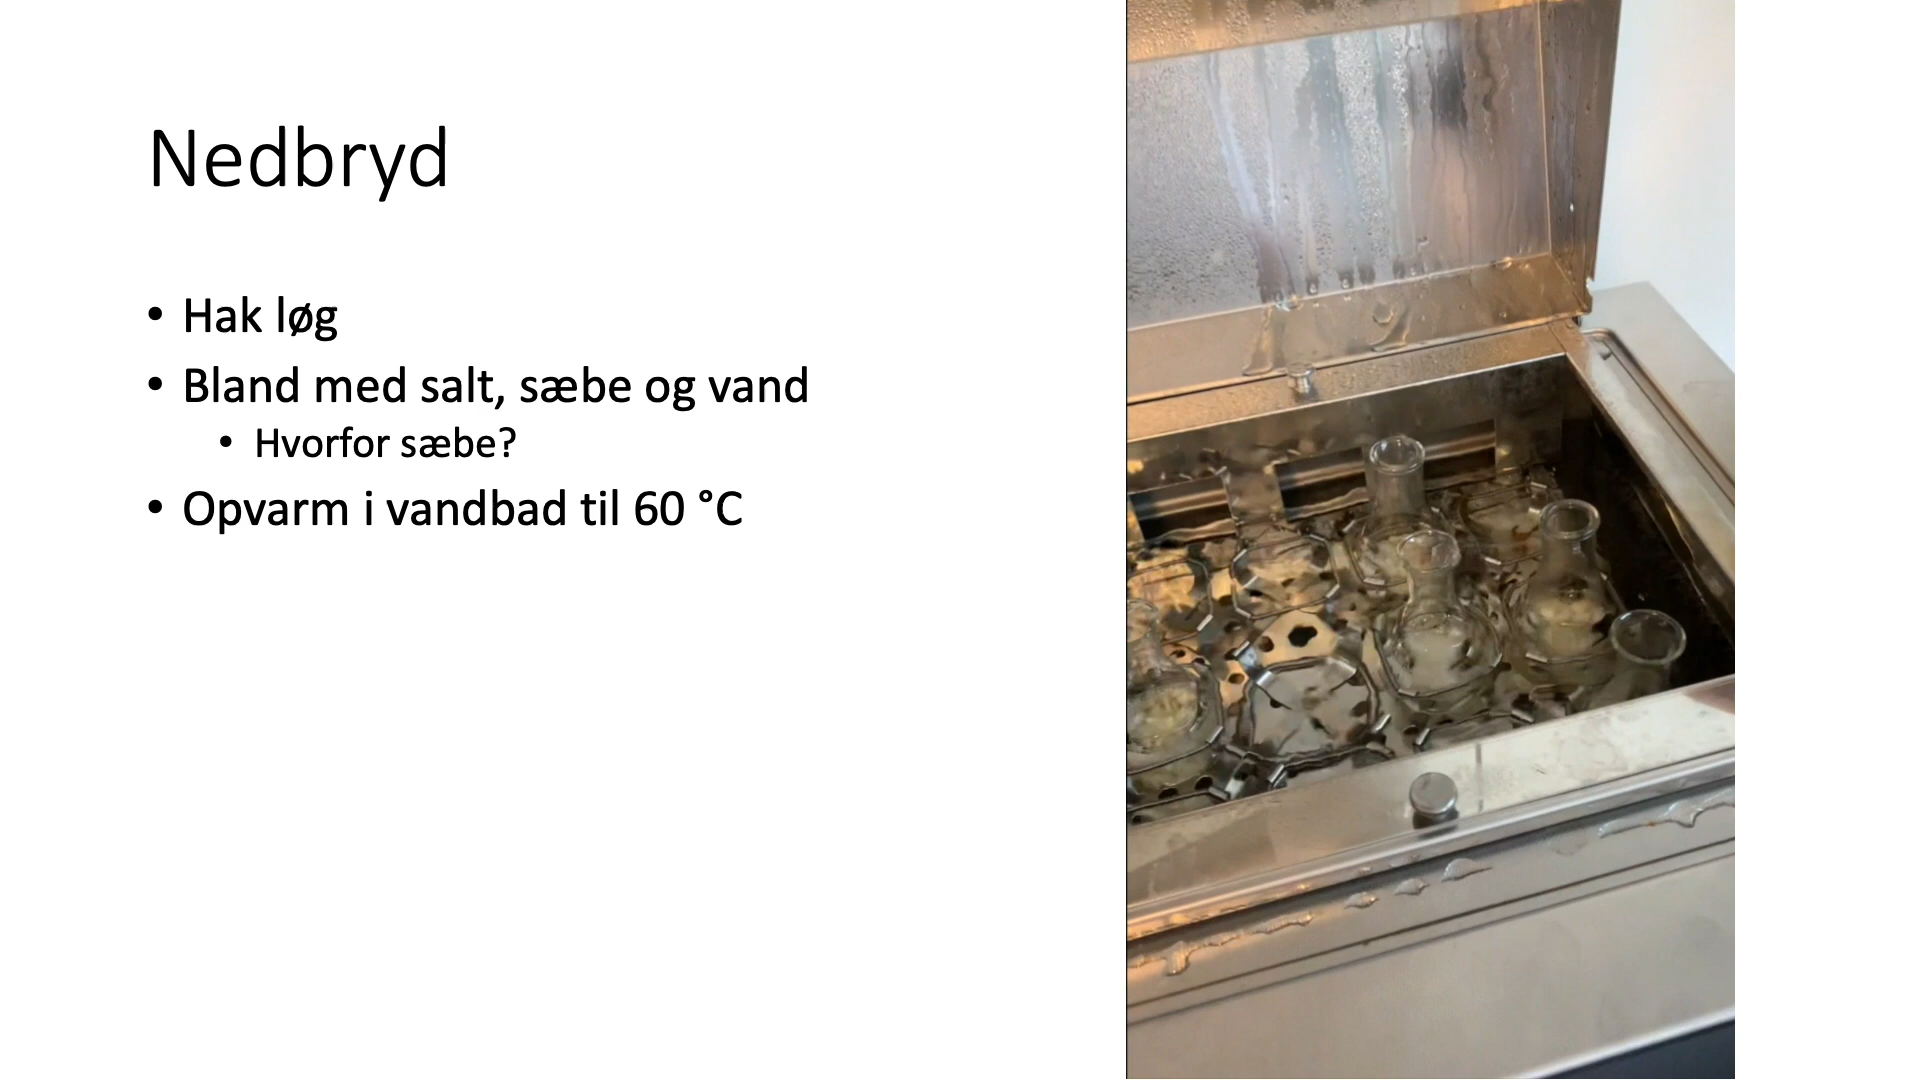 Nedbryd
• Hak løg
• Bland med salt, sæbe og vand
• Hvorfor sæbe?
• Opvarm i vandbad til 60 °C